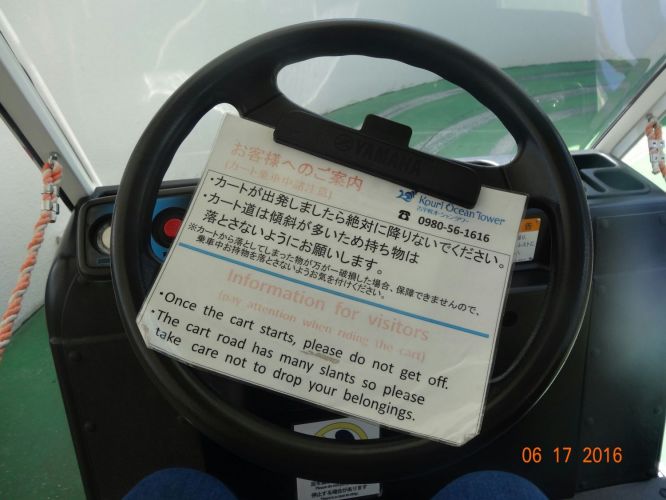 YAMAHA
お客様へのご案内
(カート乗車中諸注意)
Kouri Ocean Tower
☎ 0980-56-1616
・カートが出発しましたら絶対に降りないでください。
・カート道は傾斜が多いため持ち物は
落とさないようにお願いします。
※カートから落としてしまった物が万が一破損した場合、保障できませんので、
乗車中お持物を落とさないようお気を付けください。
Information for visitors
(pay attention when riding the cart)
・Once the cart starts, please do not get off.
・The cart road has many slants so please
take care not to drop your belongings.
06 17 2016